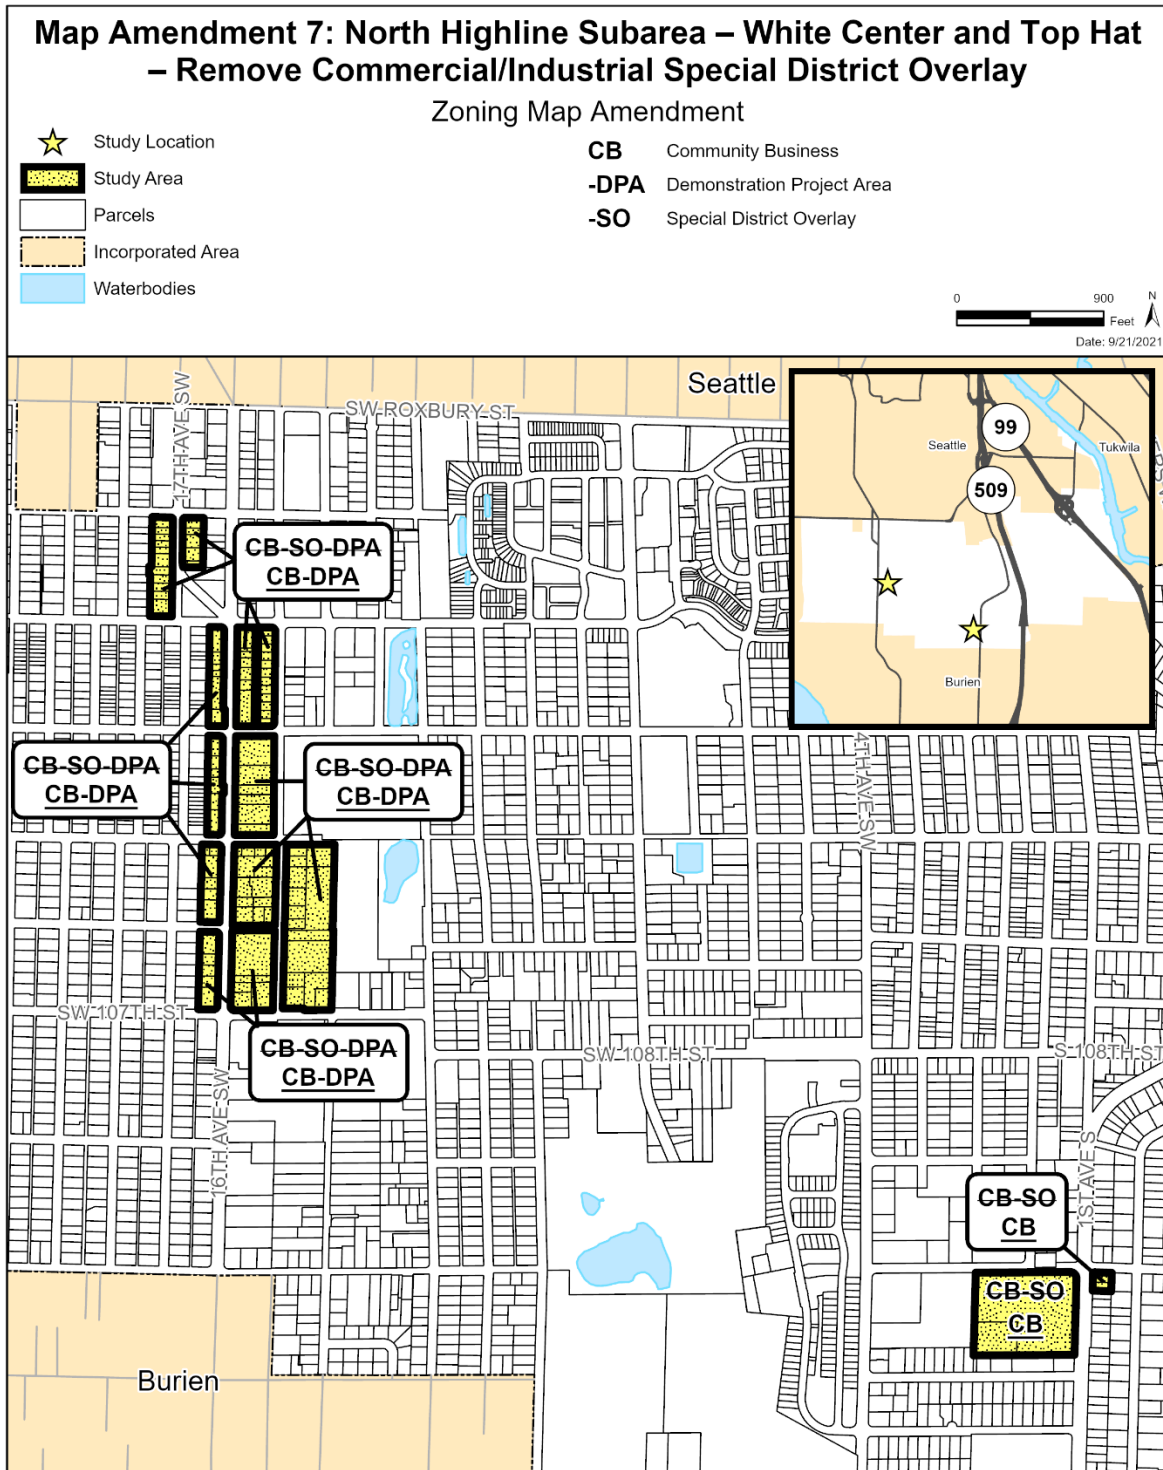 Map Amendment 7: North Highline Subarea – White Center and Top Hat
– Remove Commercial/Industrial Special District Overlay
Zoning Map Amendment
Study Location
Study Area
Parcels
Incorporated Area
Waterbodies
CB Community Business
-DPA Demonstration Project Area
-SO Special District Overlay
0 900
Feet
N
Date: 9/21/2021
Seattle
SW ROXBURY ST
17TH AVE SW
99
Seattle
Tukwila
509
Burien
CB-SO-DPA
CB-DPA
CB-SO-DPA
CB-DPA
CB-SO-DPA
CB-DPA
4TH AVE SW
SW 107TH ST
CB-SO-DPA
CB-DPA
SW 108TH ST
S 108TH ST
16TH AVE SW
1ST AVE S
CB-SO
CB
CB-SO
CB
Burien